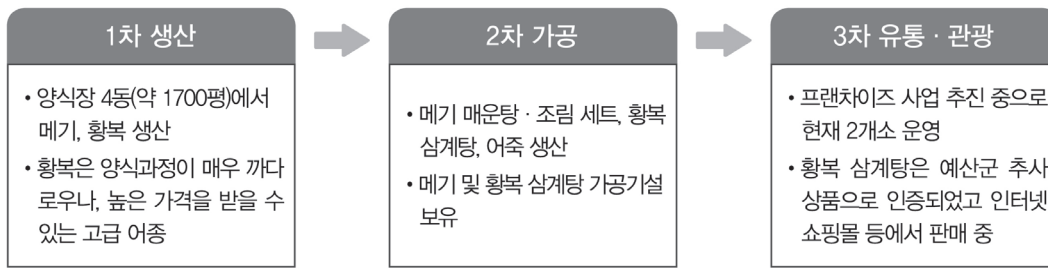 1차 생산
• 양식장 4동(약 1700평)에서
메기, 황복 생산
• 황복은 양식과정이 매우 까다
로우나, 높은 가격을 받을 수
있는 고급 어종
2차 가공
• 메기 매운탕 · 조림 세트, 황복
삼계탕, 어죽 생산
• 메기 및 황복 삼계탕 가공기설
보유
3차 유통 · 관광
• 프랜차이즈 사업 추진 중으로
현재 2개소 운영
• 황복 삼계탕은 예산군 추사
상품으로 인증되었고 인터넷
쇼핑몰 등에서 판매 중